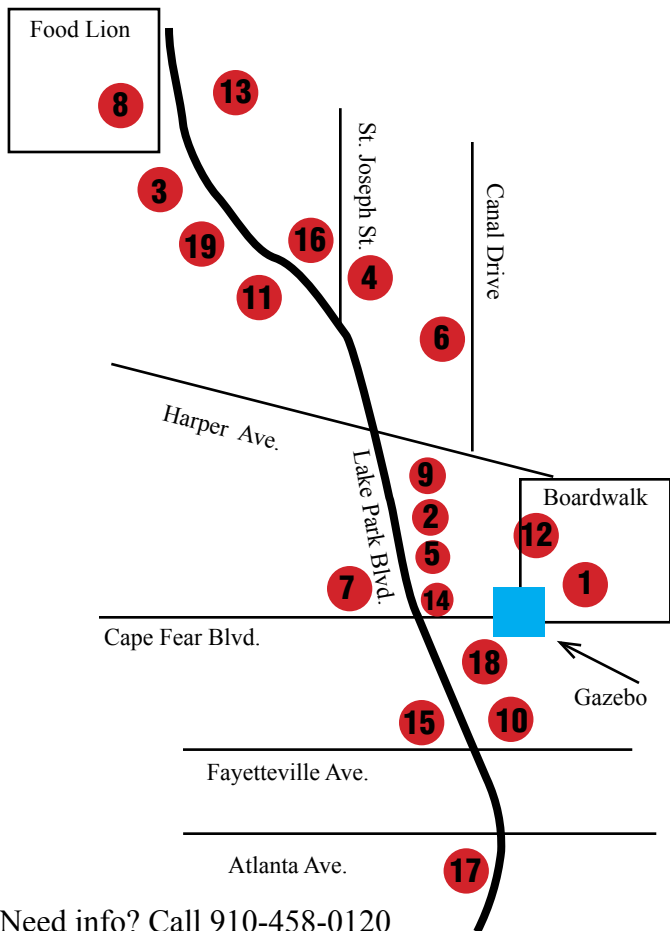 Food Lion
8
13
3
19
16
11
St. Joseph St.
4
Canal Drive
6
Harper Ave.
Lake Park Blvd.
9
2
5
14
7
Boardwalk
12
1
Cape Fear Blvd.
18
Gazebo
15
10
Fayetteville Ave.
Atlanta Ave.
17
Need info? Call 910-458-0120